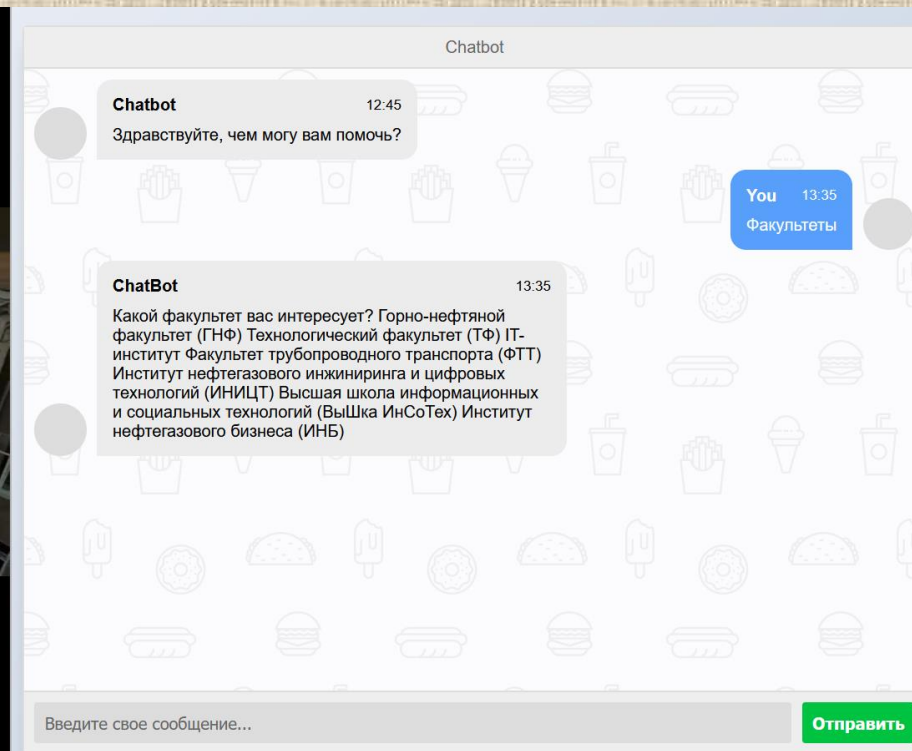 Chatbot
Chatbot 12:45
Здравствуйте, чем могу вам помочь?
You 13:35
Факультеты
ChatBot 13:35
Какой факультет вас интересует? Горно-нефтяной
факультет (ГНФ) Технологический факультет (ТФ) IT-
институт Факультет трубопроводного транспорта (ФТТ)
Институт нефтегазового инжиниринга и цифровых
технологий (ИНИЦТ) Высшая школа информационных
и социальных технологий (ВыШка ИнСоТех) Институт
нефтегазового бизнеса (ИНБ)
Введите свое сообщение...
Отправить